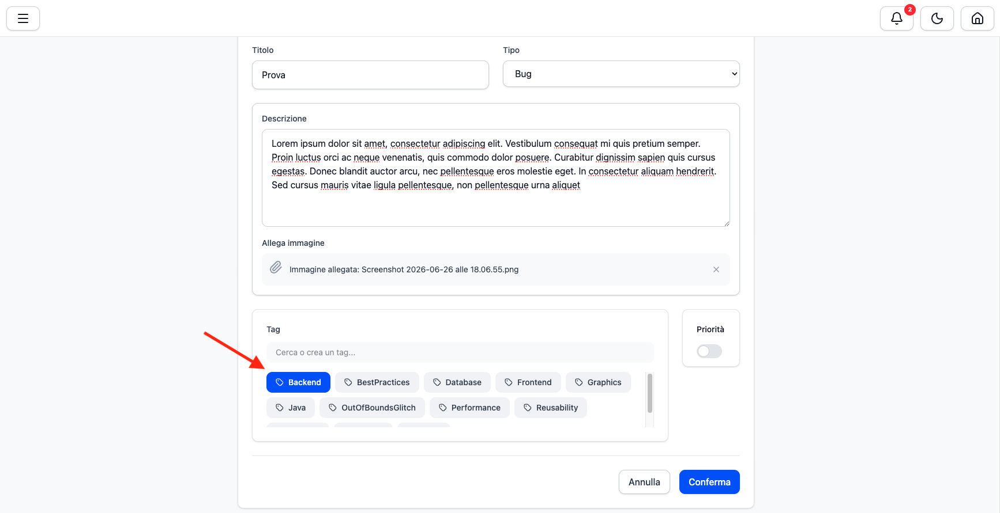 2
Titolo
Tipo
Prova
Bug
Descrizione
Lorem ipsum dolor sit amet, consectetur adipiscing elit. Vestibulum consequat mi quis pretium semper.
Proin luctus orci ac neque venenatis, quis commodo dolor posuere. Curabitur dignissim sapien quis cursus
egestas. Donec blandit auctor arcu, nec pellentesque eros molestie eget. In consectetur aliquam hendrerit.
Sed cursus mauris vitae ligula pellentesque, non pellentesque urna aliquet
Allega immagine
Immagine allegata: Screenshot 2026-06-26 alle 18.06.55.png
Tag
Priorità
Cerca o crea un tag...
Backend BestPractices Database Frontend Graphics
Java OutOfBoundsGlitch Performance Reusability
Annulla Conferma